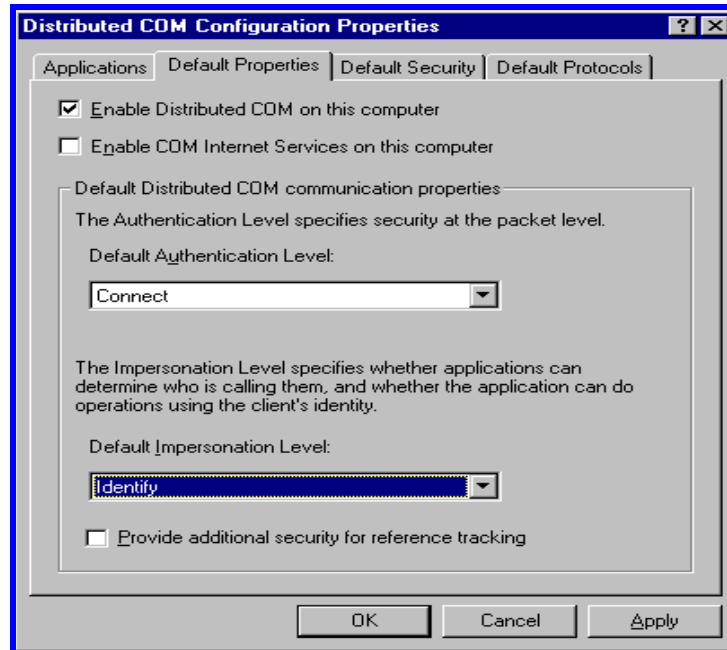 Distributed COM Configuration Properties
Applications Default Properties Default Security Default Protocols
Enable Distributed COM on this computer
Enable COM Internet Services on this computer
Default Distributed COM communication properties
The Authentication Level specifies security at the packet level.
Default Authentication Level:
Connect
The Impersonation Level specifies whether applications can
determine who is calling them, and whether the application can do
operations using the client's identity.
Default Impersonation Level:
Identify
Provide additional security for reference tracking
OK Cancel Apply